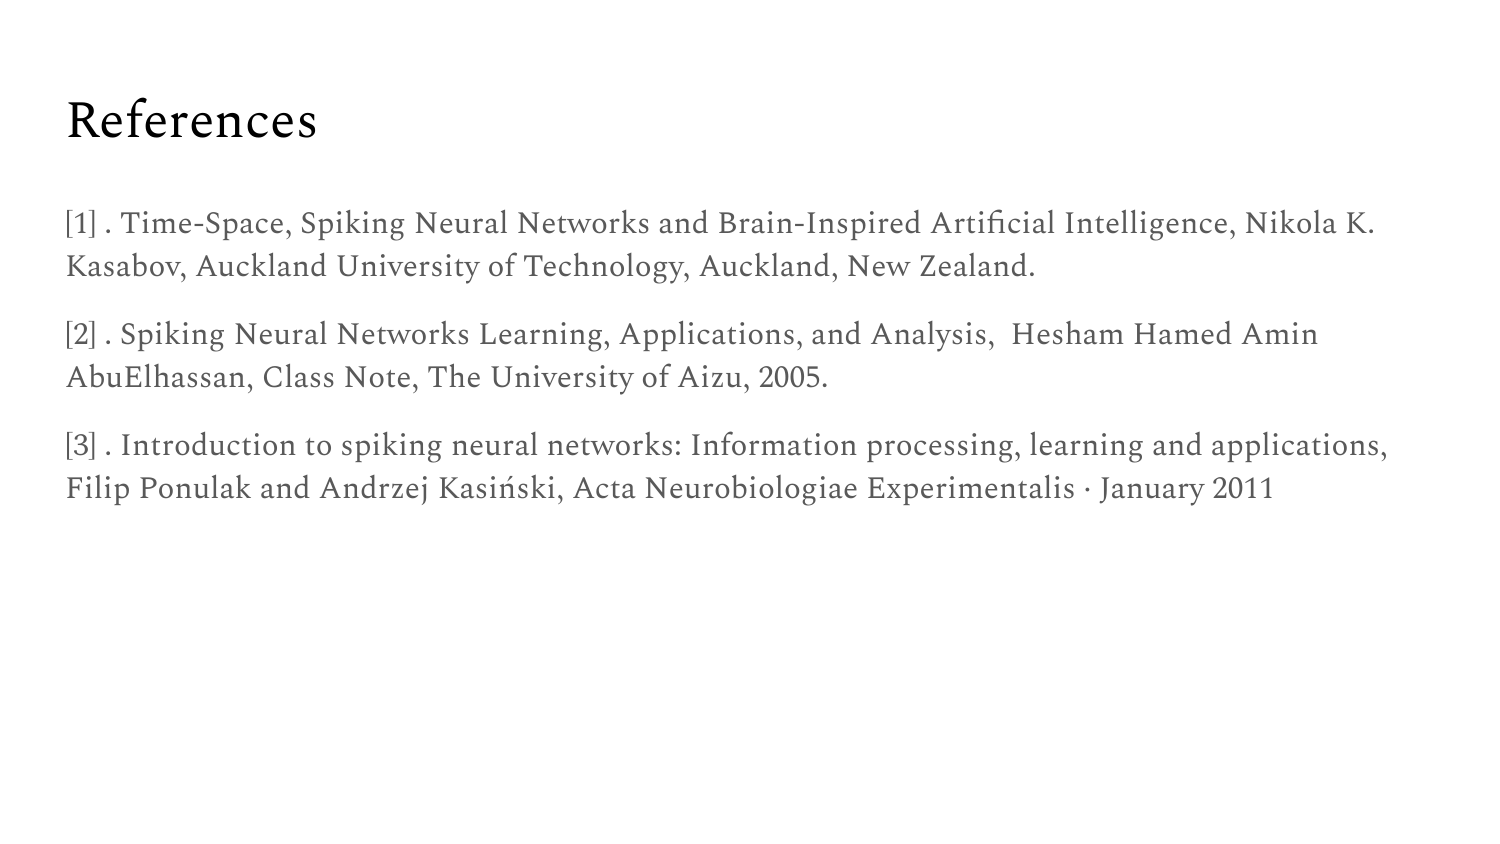 References
[1] . Time-Space, Spiking Neural Networks and Brain-Inspired Artificial Intelligence, Nikola K.
Kasabov, Auckland University of Technology, Auckland, New Zealand.
[2] . Spiking Neural Networks Learning, Applications, and Analysis,  Hesham Hamed Amin
AbuElhassan, Class Note, The University of Aizu, 2005.
[3] . Introduction to spiking neural networks: Information processing, learning and applications,
Filip Ponulak and Andrzej Kasiński, Acta Neurobiologiae Experimentalis · January 2011